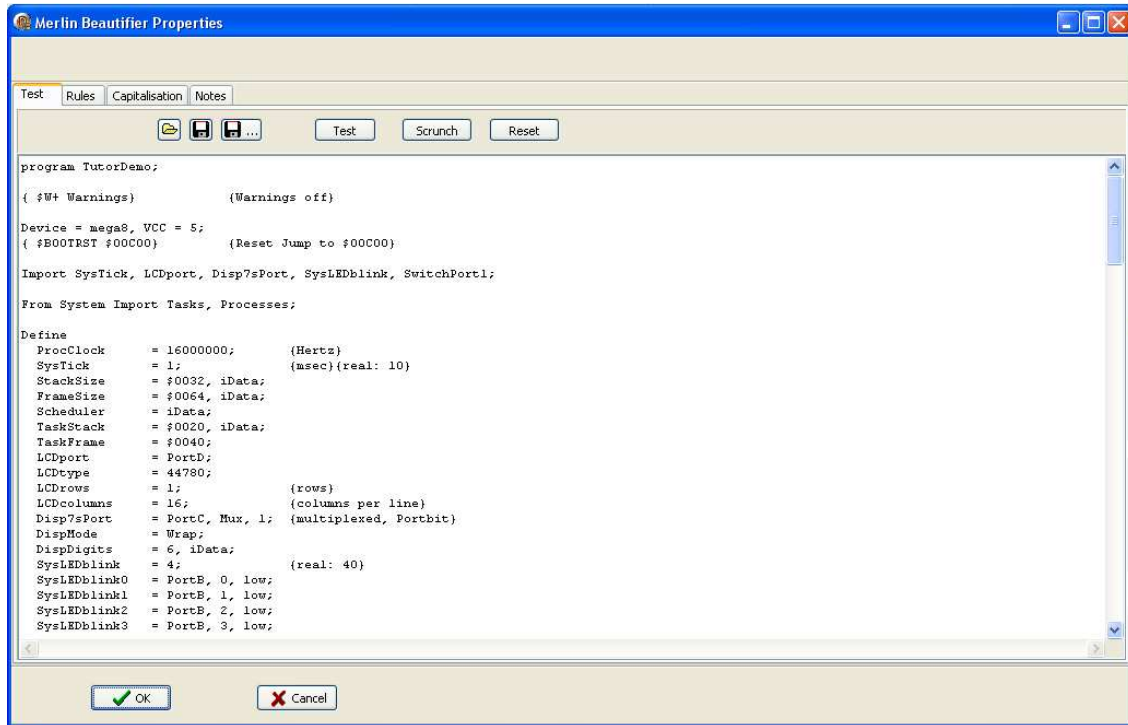 Merlin Beautifier Properties
Test Rules Capitalisation Notes
... Test Scrunch Reset
program TutorDemo;
{ $W+ Warnings} {Warnings off}
Device = mega8, VCC = 5;
{ $BOOTRST $00C00} {Reset Jump to $00C00}
Import SysTick, LCDport, Disp7sPort, SysLEDblink, SwitchPort1;
From System Import Tasks, Processes;
Define
ProcClock = 16000000; {Hertz}
SysTick = 1; {msec}{real: 10}
StackSize = $0032, iData;
FrameSize = $0064, iData;
Scheduler = iData;
TaskStack = $0020, iData;
TaskFrame = $0040;
LCDport = PortD;
LCDtype = 44780;
LCDrows = 1; {rows}
LCDcolumns = 16; {columns per line}
Disp7sPort = PortC, Mux, 1; {multiplexed, Portbit}
DispMode = Wrap;
DispDigits = 6, iData;
SysLEDblink = 4; {real: 40}
SysLEDblink0 = PortB, 0, low;
SysLEDblink1 = PortB, 1, low;
SysLEDblink2 = PortB, 2, low;
SysLEDblink3 = PortB, 3, low;
OK Cancel